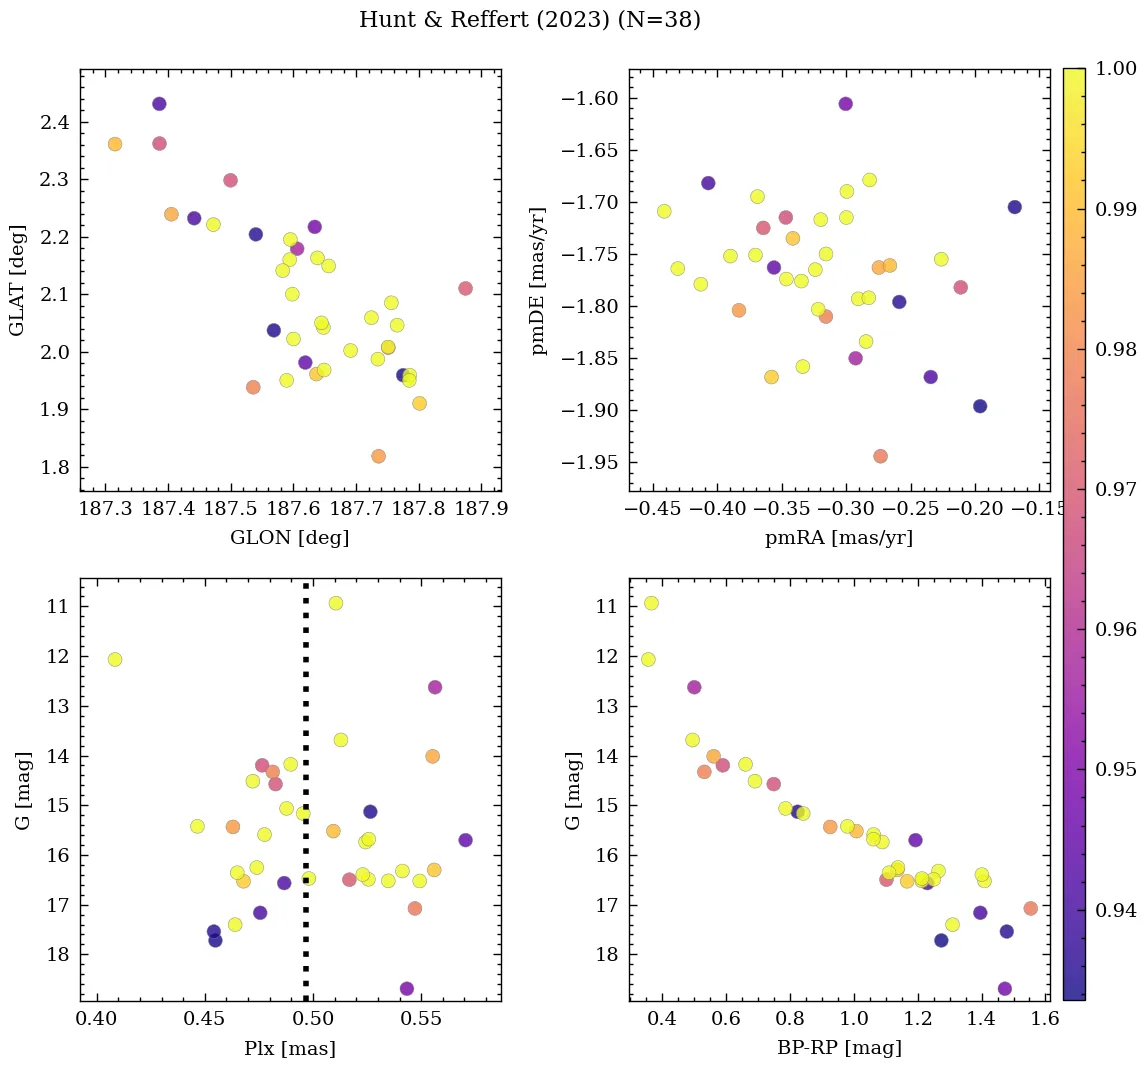 Hunt & Reffert (2023) (N=38)
2.4
2.3
2.2
2.1
2.0
1.9
1.8
GLAT [deg]
187.3 187.4 187.5 187.6 187.7 187.8 187.9
GLON [deg]
−1.60
−1.65
−1.70
−1.75
−1.80
−1.85
−1.90
−1.95
pmDE [mas/yr]
−0.45 −0.40 −0.35 −0.30 −0.25 −0.20 −0.15
pmRA [mas/yr]
11
12
13
14
15
16
17
18
G [mag]
0.40 0.45 0.50 0.55
Plx [mas]
11
12
13
14
15
16
17
18
G [mag]
0.4 0.6 0.8 1.0 1.2 1.4 1.6
BP-RP [mag]
1.00
0.99
0.98
0.97
0.96
0.95
0.94